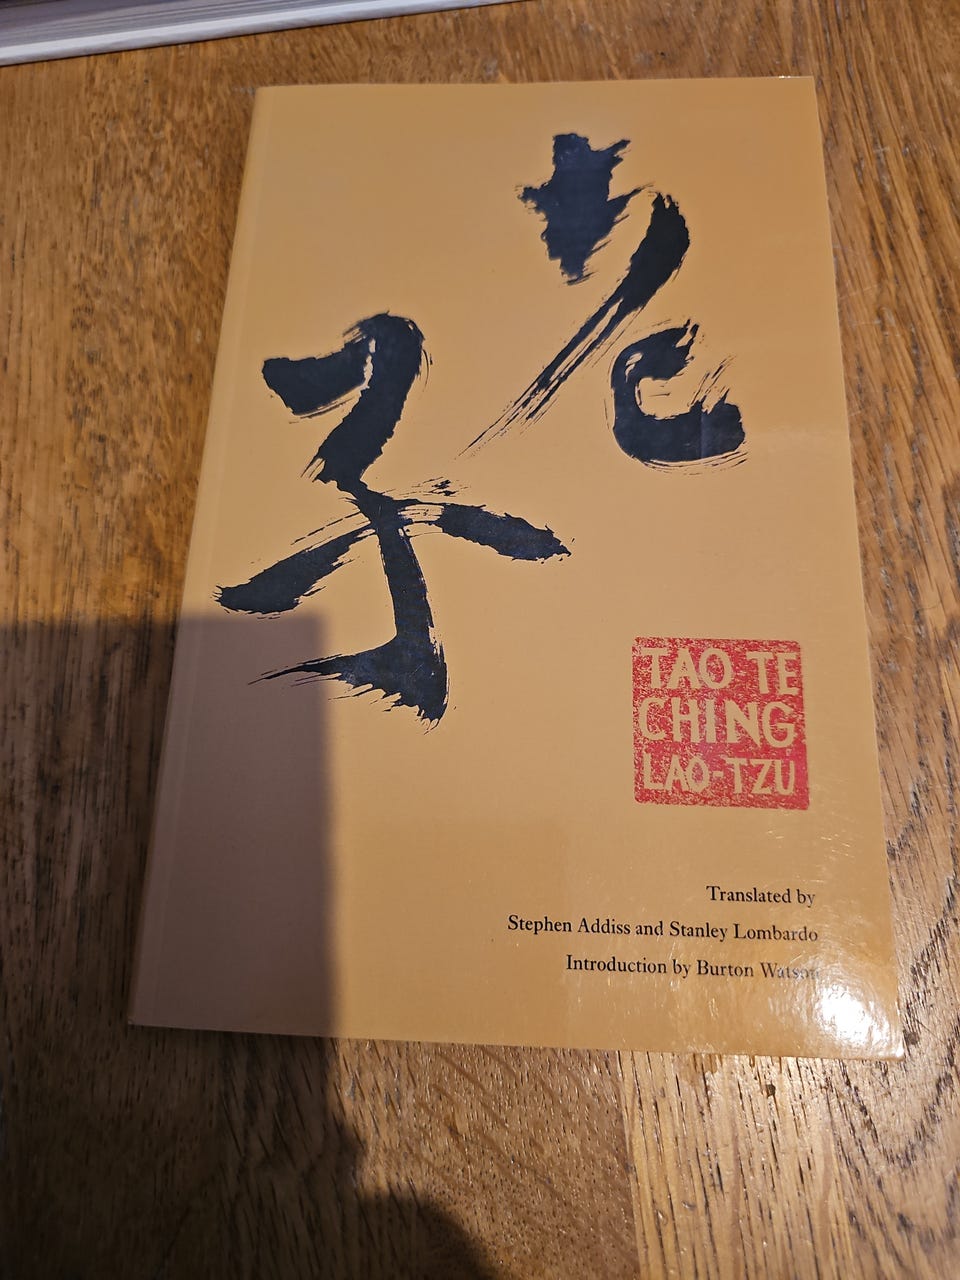 老
子
TAO TE
CHING
LAO-TZU
Translated by
Stephen Addiss and Stanley Lombardo
Introduction by Burton Watson